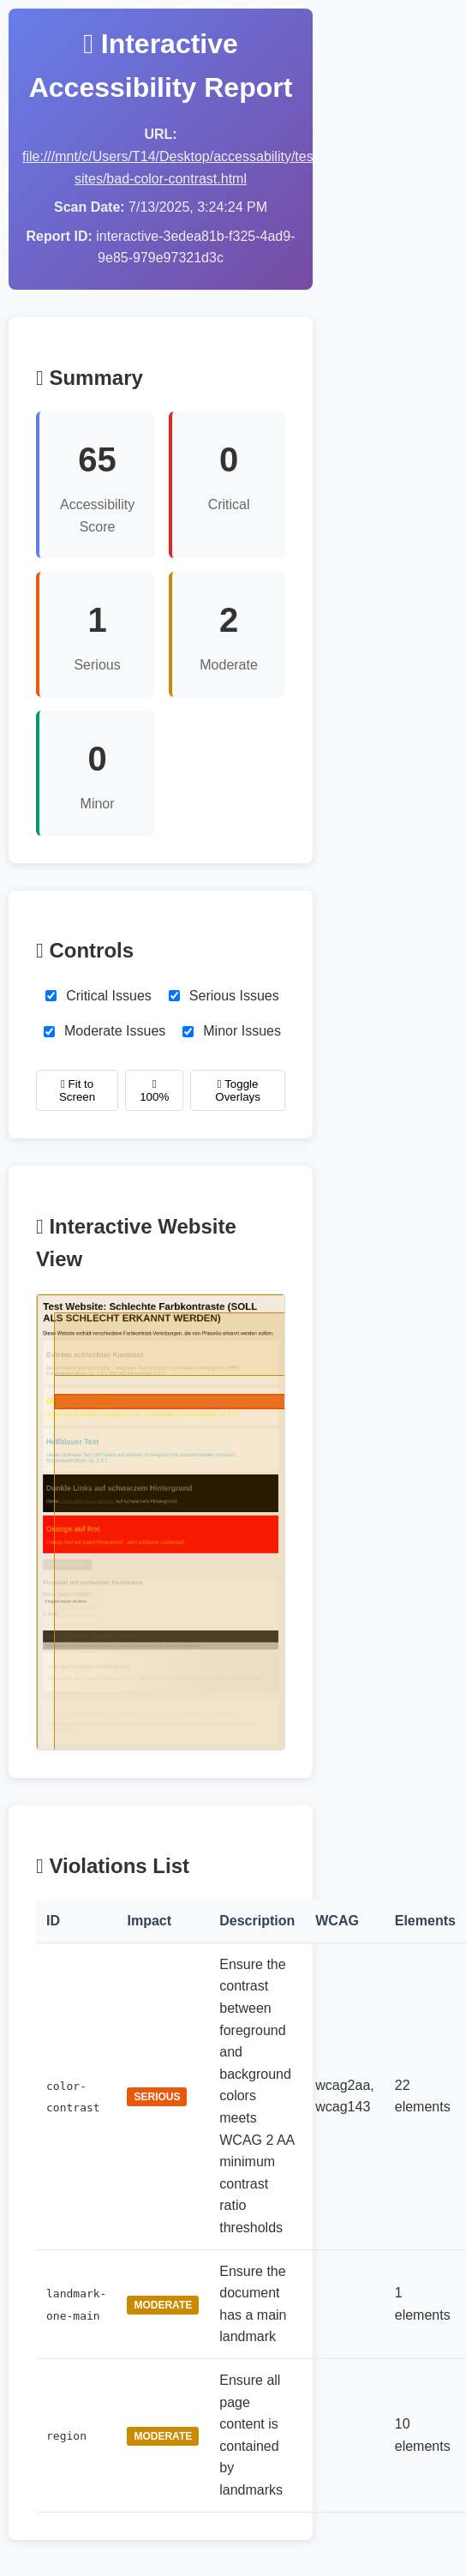 Interactive
Accessibility Report
URL:
file:///mnt/c/Users/T14/Desktop/accessability/tes
sites/bad-color-contrast.html
Scan Date: 7/13/2025, 3:24:24 PM
Report ID: interactive-3edea81b-f325-4ad9-
9e85-979e97321d3c
Summary
65
Accessibility
Score
0
Critical
1
Serious
2
Moderate
0
Minor
Controls
Critical Issues
Serious Issues
Moderate Issues
Minor Issues
Fit to
Screen
100%
Toggle
Overlays
Interactive Website
View
Test Website: Schlechte Farbkontraste (SOLL
ALS SCHLECHT ERKANNT WERDEN)
Extrem schlechter Kontrast
Hellblauer Text
Dunkle Links auf schwarzem Hintergrund
auf schwarzem Hintergrund
Orange auf Rot
Violations List
ID Impact Description WCAG Elements
color-
contrast
SERIOUS
Ensure the
contrast
between
foreground
and
background
colors
meets
WCAG 2 AA
minimum
contrast
ratio
thresholds
wcag2aa,
wcag143
22
elements
landmark-
one-main
MODERATE
Ensure the
document
has a main
landmark
1
elements
region
MODERATE
Ensure all
page
content is
contained
by
landmarks
10
elements